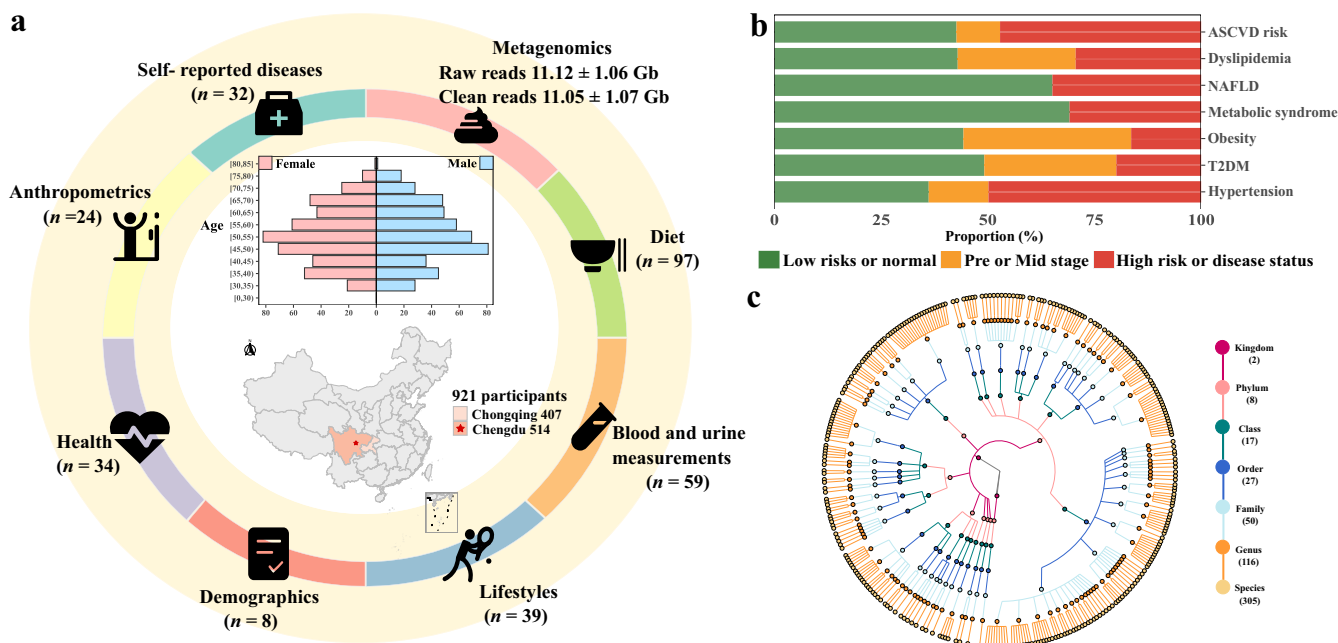 a
Metagenomics
Raw reads 11.12 ± 1.06 Gb
Clean reads 11.05 ± 1.07 Gb
Self- reported diseases
(n = 32)
Anthropometrics
(n =24)
Diet
(n = 97)
Health
(n = 34)
Blood and urine
measurements
(n = 59)
Demographics
(n = 8)
Lifestyles
(n = 39)
Female
Male
Age
[80,85]
[75,80)
[70,75)
[65,70)
[60,65)
[55,60)
[50,55)
[45,50)
[40,45)
[35,40)
[30,35)
[0,30)
80 60 40 20 0 20 40 60 80
921 participants
Chongqing 407
Chengdu 514
b
ASCVD risk
Dyslipidemia
NAFLD
Metabolic syndrome
Obesity
T2DM
Hypertension
0 25 50 75 100
Proportion (%)
Low risks or normal
Pre or Mid stage
High risk or disease status
c
Kingdom
(2)
Phylum
(8)
Class
(17)
Order
(27)
Family
(50)
Genus
(116)
Species
(305)